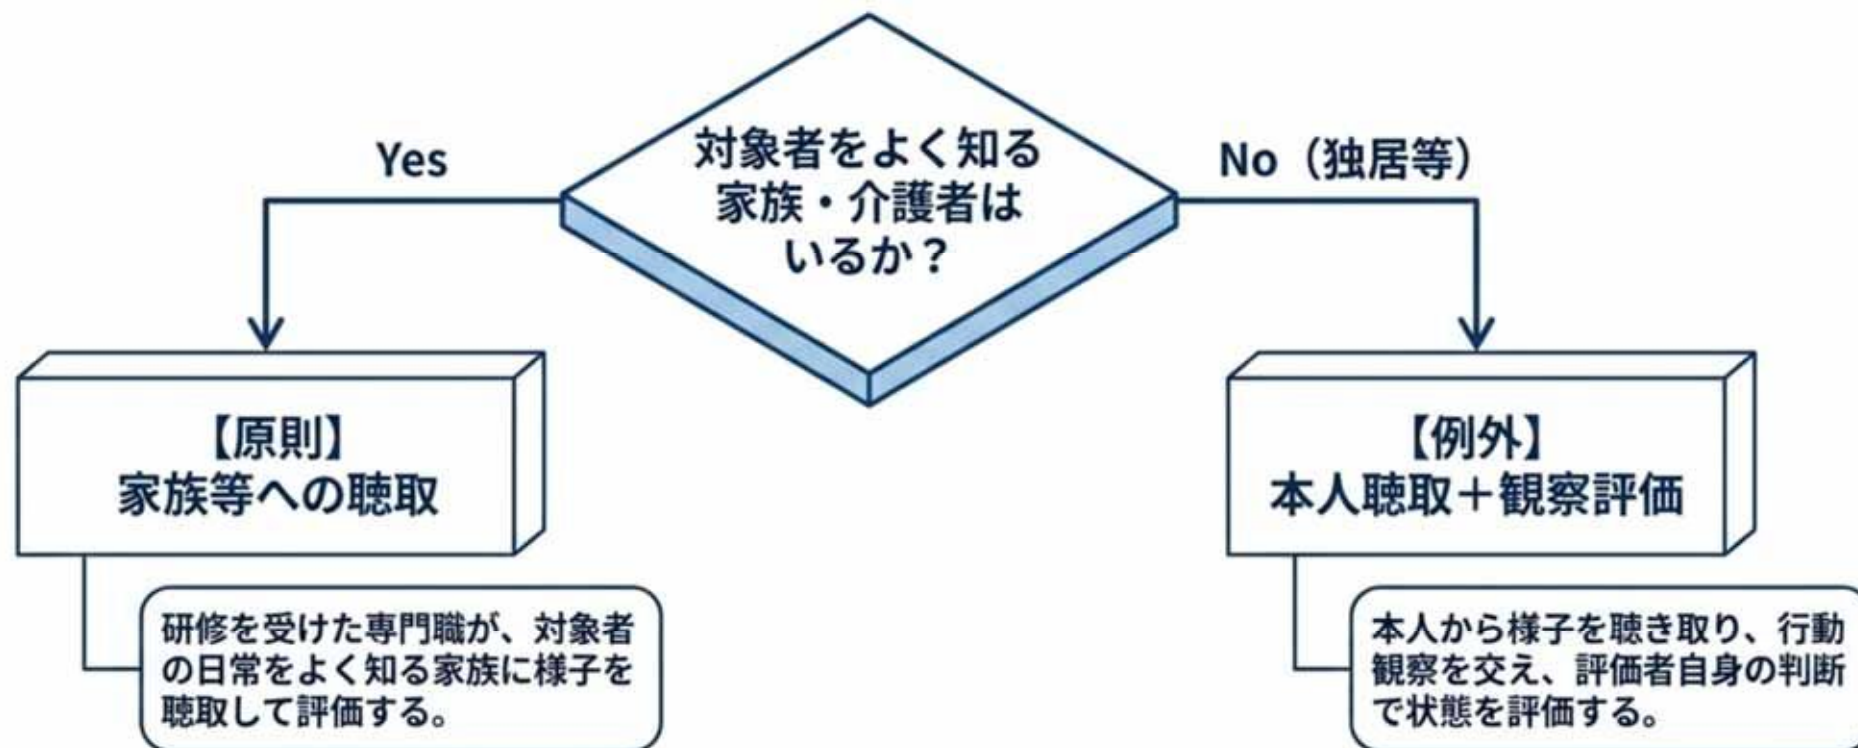 対象者をよく知る
家族・介護者は
いるか？
Yes
No（独居等）
【原則】
家族等への聴取
研修を受けた専門職が、対象者
の日常をよく知る家族に様子を
聴取して評価する。
【例外】
本人聴取＋観察評価
本人から様子を聴き取り、行動
観察を交え、評価者自身の判断
で状態を評価する。